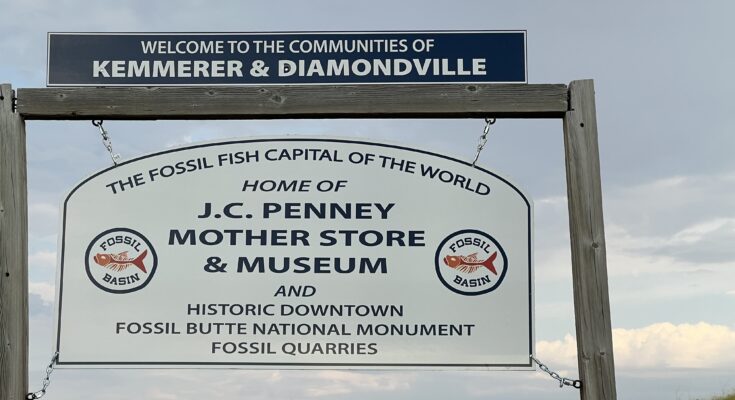 WELCOME TO THE COMMUNITIES OF
KEMMERER & DIAMONDVILLE
THE FOSSIL FISH CAPITAL OF THE WORLD
HOME OF
J.C. PENNEY
MOTHER STORE
& MUSEUM
FOSSIL
BASIN
FOSSIL
BASIN
AND
HISTORIC DOWNTOWN
FOSSIL BUTTE NATIONAL MONUMENT
FOSSIL QUARRIES